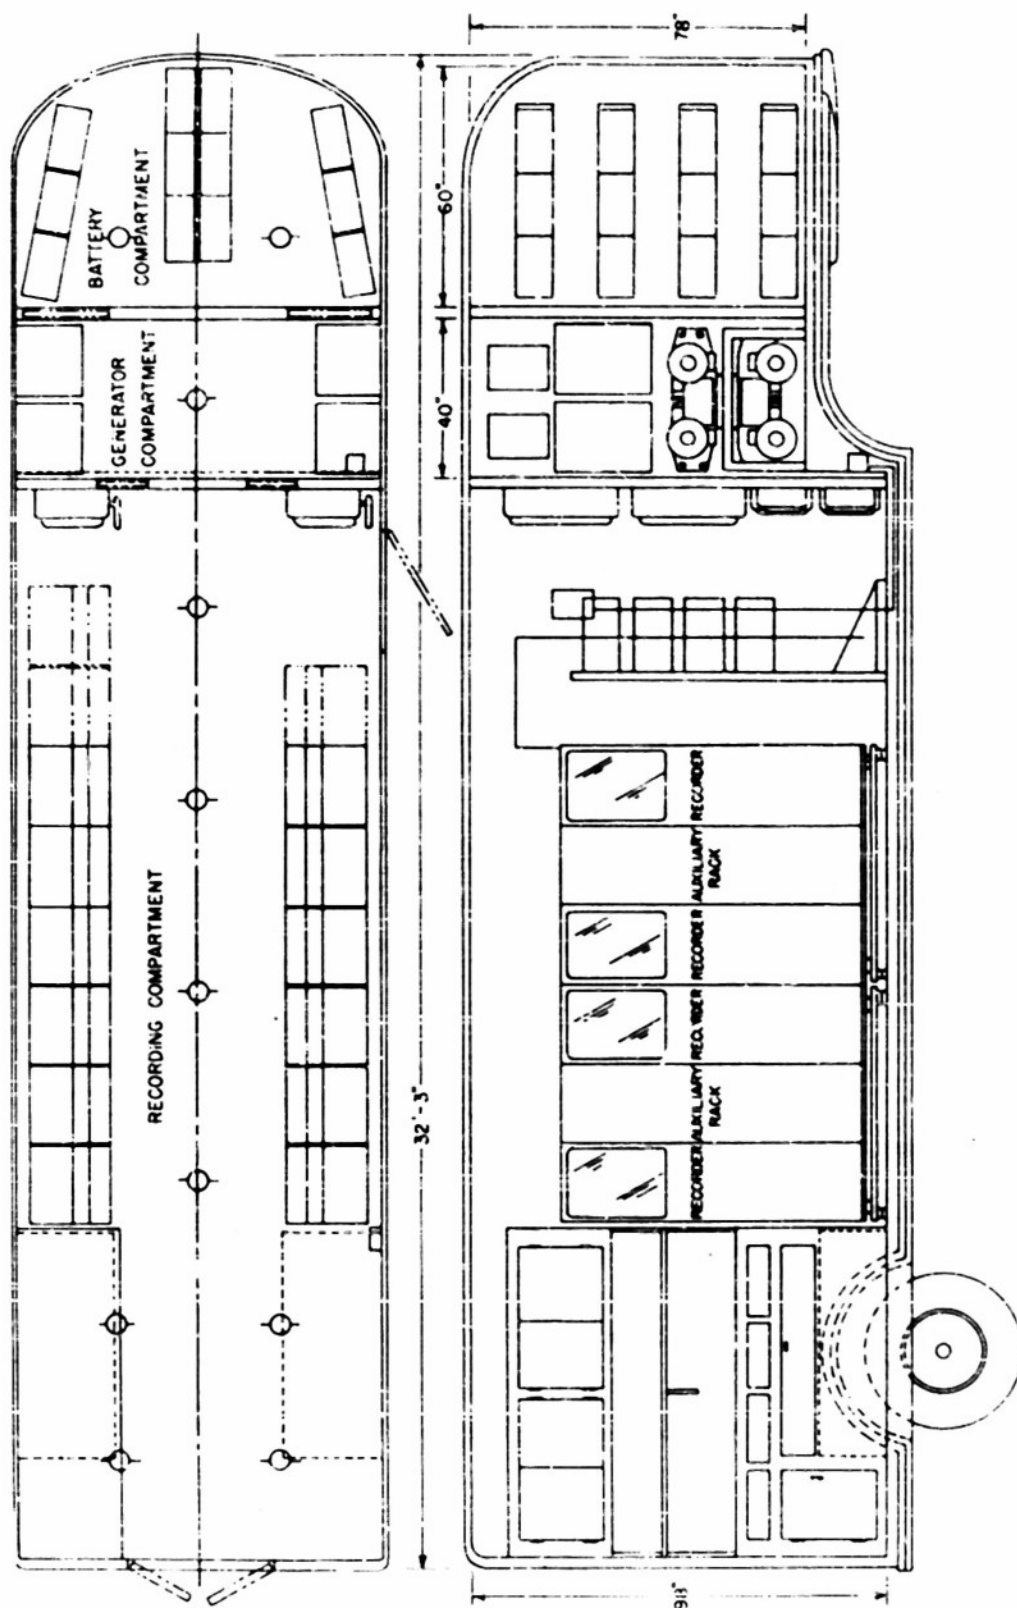 RECORDING COMPARTMENT
GENERATOR
COMPARTMENT
BATTERY
COMPARTMENT
32'-3"
40"
60"
98"
RECORDER
AUXILIARY
RACK
RECORDER
RECORDER
AUXILIARY
RACK
RECORDER
78"